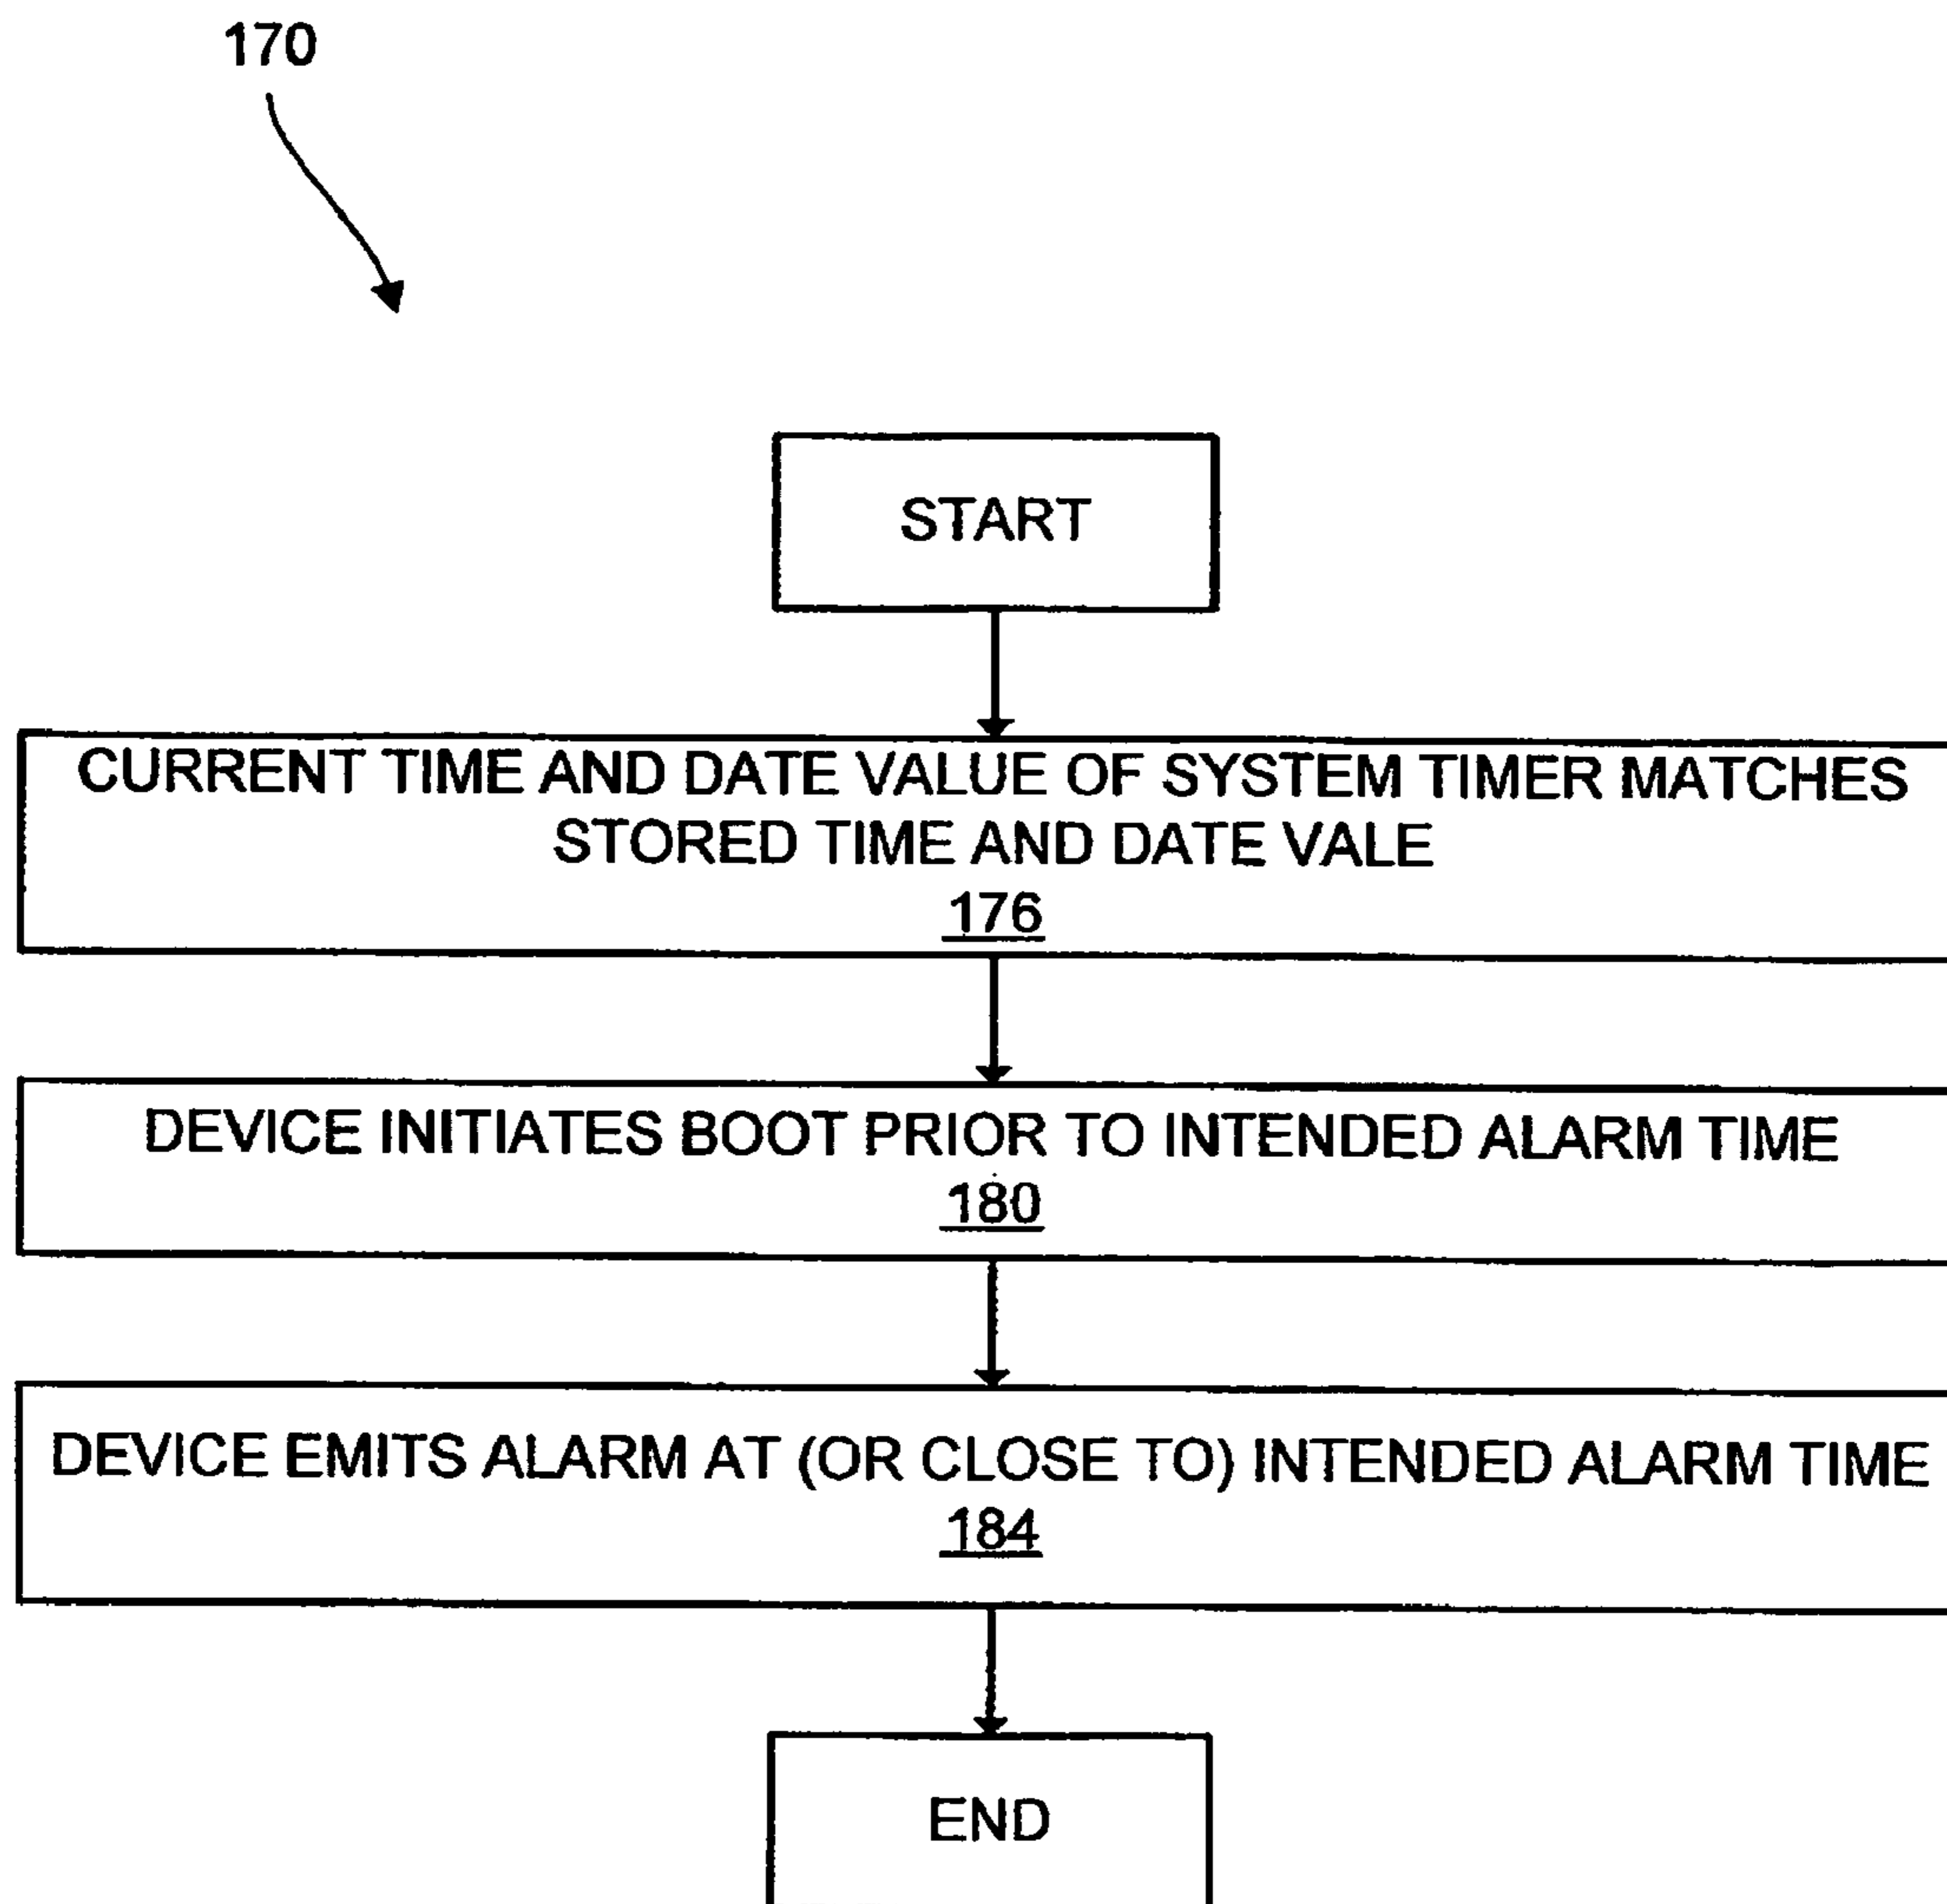 170
START
CURRENT TIME AND DATE VALUE OF SYSTEM TIMER MATCHES
STORED TIME AND DATE VALE
176
DEVICE INITIATES BOOT PRIOR TO INTENDED ALARM TIME
180
DEVICE EMITS ALARM AT (OR CLOSE TO) INTENDED ALARM TIME
184
END